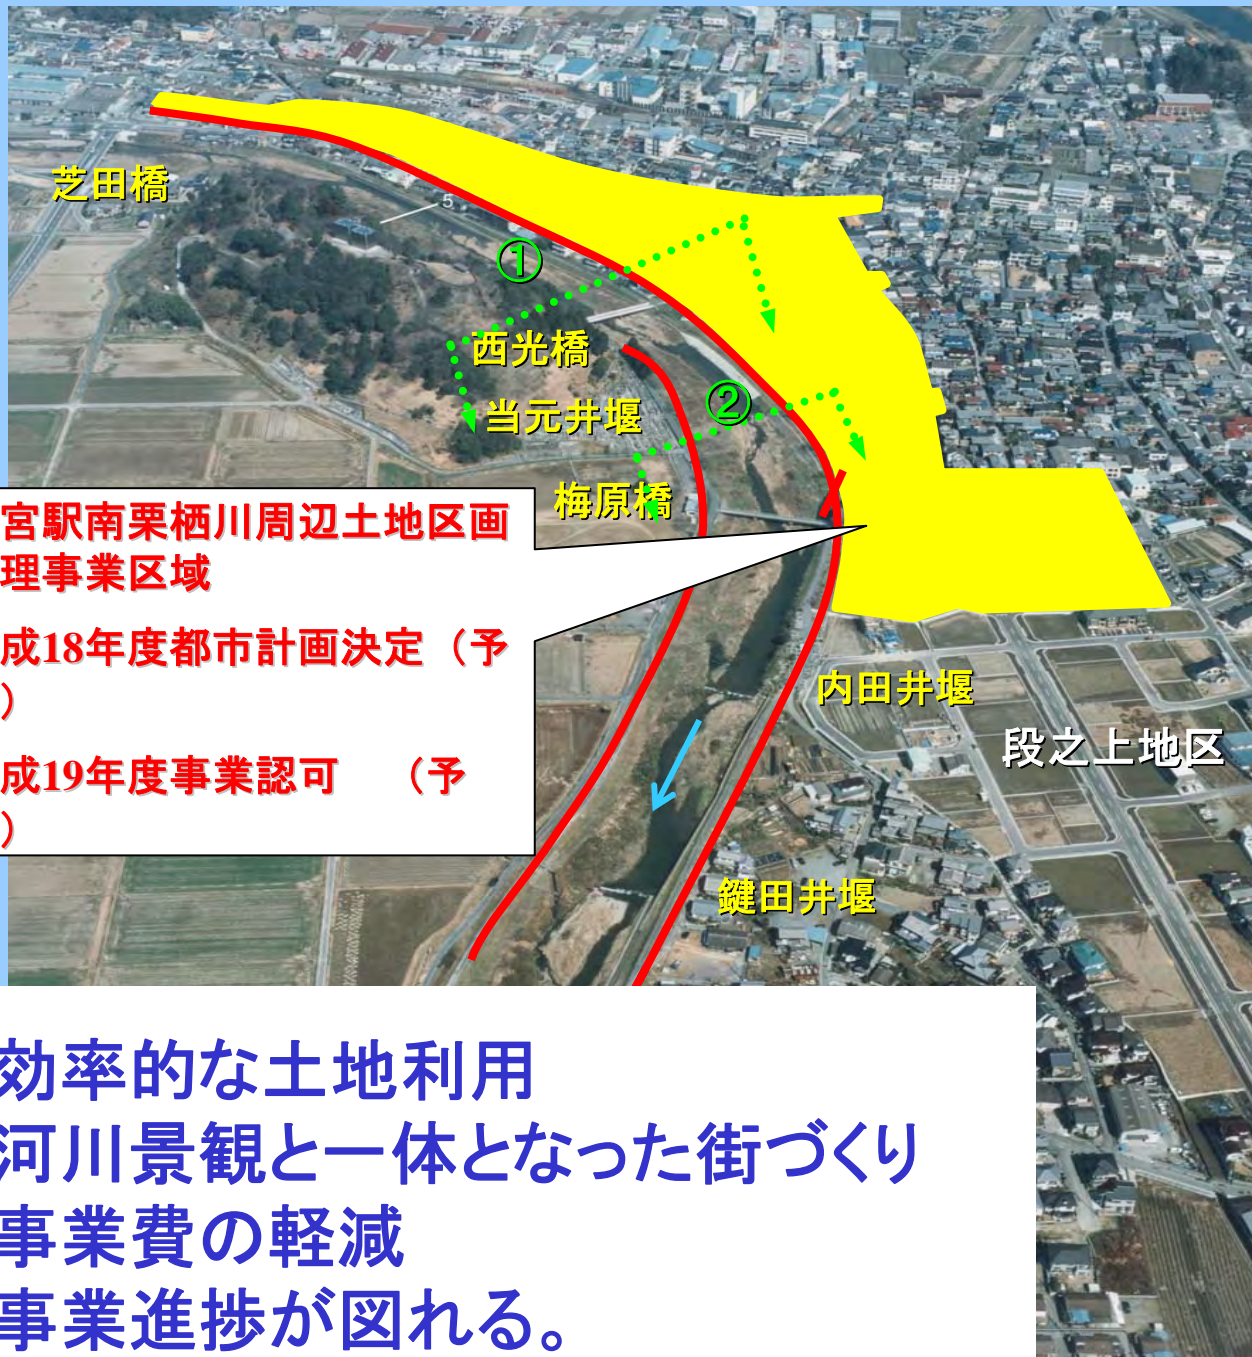 芝田橋
5
①
西光橋
②
当元井堰
梅原橋
宮駅南栗栖川周辺土地区画
理事業区域
成18年度都市計画決定（予
）
成19年度事業認可　（予
）
内田井堰
段之上地区
鍵田井堰
効率的な土地利用
河川景観と一体となった街づくり
事業費の軽減
事業進捗が図れる。